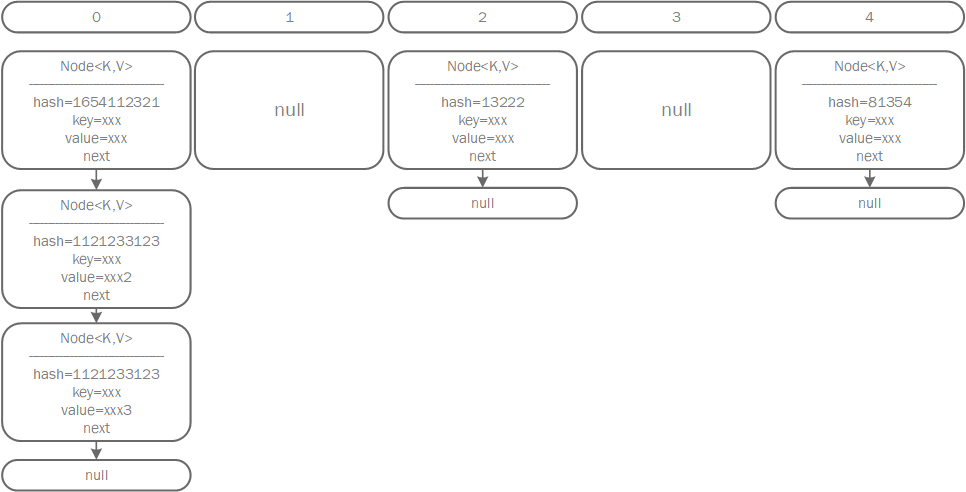 0
1
2
3
4
Node<K,V>
hash=1654112321
key=xxx
value=xxx
next
null
Node<K,V>
hash=13222
key=xxx
value=xxx
next
null
Node<K,V>
hash=81354
key=xxx
value=xxx
next
Node<K,V>
hash=1121233123
key=xxx
value=xxx2
next
null
null
Node<K,V>
hash=1121233123
key=xxx
value=xxx3
next
null